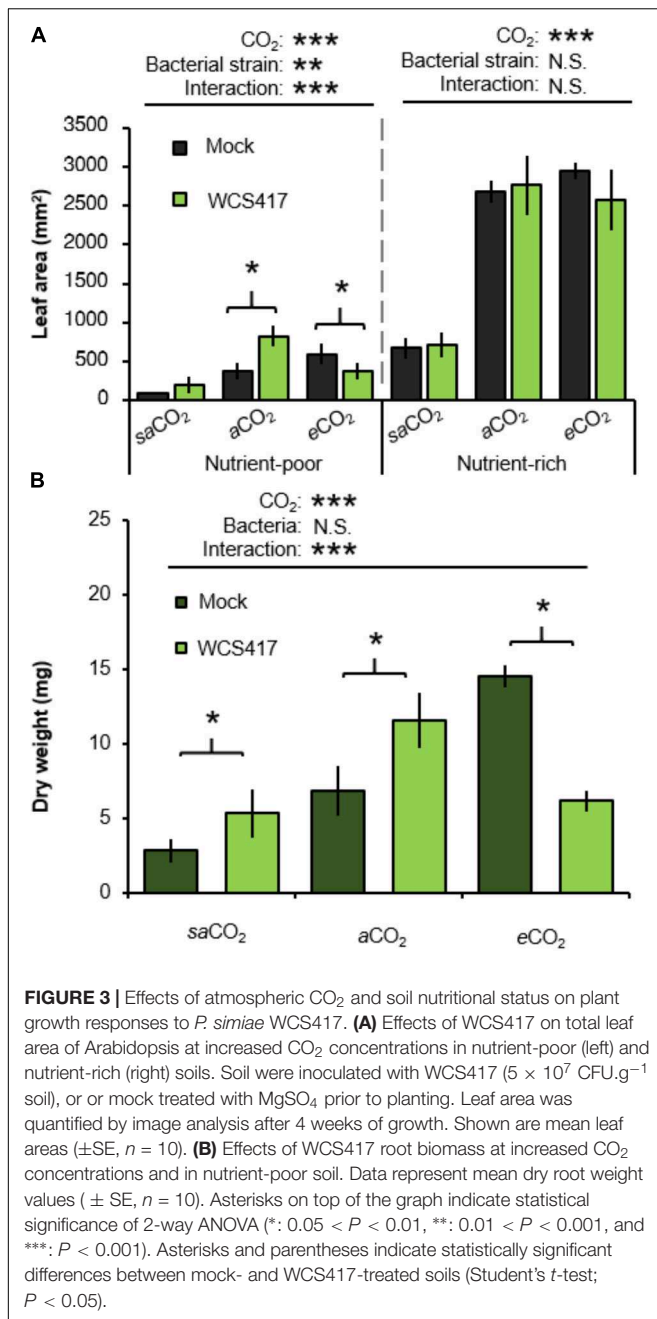 A
CO₂: ***
Bacterial strain: **
Interaction: ***
CO₂: ***
Bacterial strain: N.S.
Interaction: N.S.
3500
3000
2500
2000
1500
1000
500
0
Leaf area (mm²)
Mock
WCS417
*
*
saCO₂
aCO₂
eCO₂
saCO₂
aCO₂
eCO₂
Nutrient-poor
Nutrient-rich
B
CO₂: ***
Bacteria: N.S.
Interaction: ***
25
20
15
10
5
0
Dry weight (mg)
Mock
WCS417
*
*
*
saCO₂
aCO₂
eCO₂
FIGURE 3 | Effects of atmospheric CO₂ and soil nutritional status on plant
growth responses to P. simiae WCS417. (A) Effects of WCS417 on total leaf
area of Arabidopsis at increased CO₂ concentrations in nutrient-poor (left) and
nutrient-rich (right) soils. Soil were inoculated with WCS417 (5 × 10⁷ CFU.g⁻¹
soil), or or mock treated with MgSO₄ prior to planting. Leaf area was
quantified by image analysis after 4 weeks of growth. Shown are mean leaf
areas (±SE, n = 10). (B) Effects of WCS417 root biomass at increased CO₂
concentrations and in nutrient-poor soil. Data represent mean dry root weight
values ( ± SE, n = 10). Asterisks on top of the graph indicate statistical
significance of 2-way ANOVA (*: 0.05 < P < 0.01, **: 0.01 < P < 0.001, and
***: P < 0.001). Asterisks and parentheses indicate statistically significant
differences between mock- and WCS417-treated soils (Student's t-test;
P < 0.05).